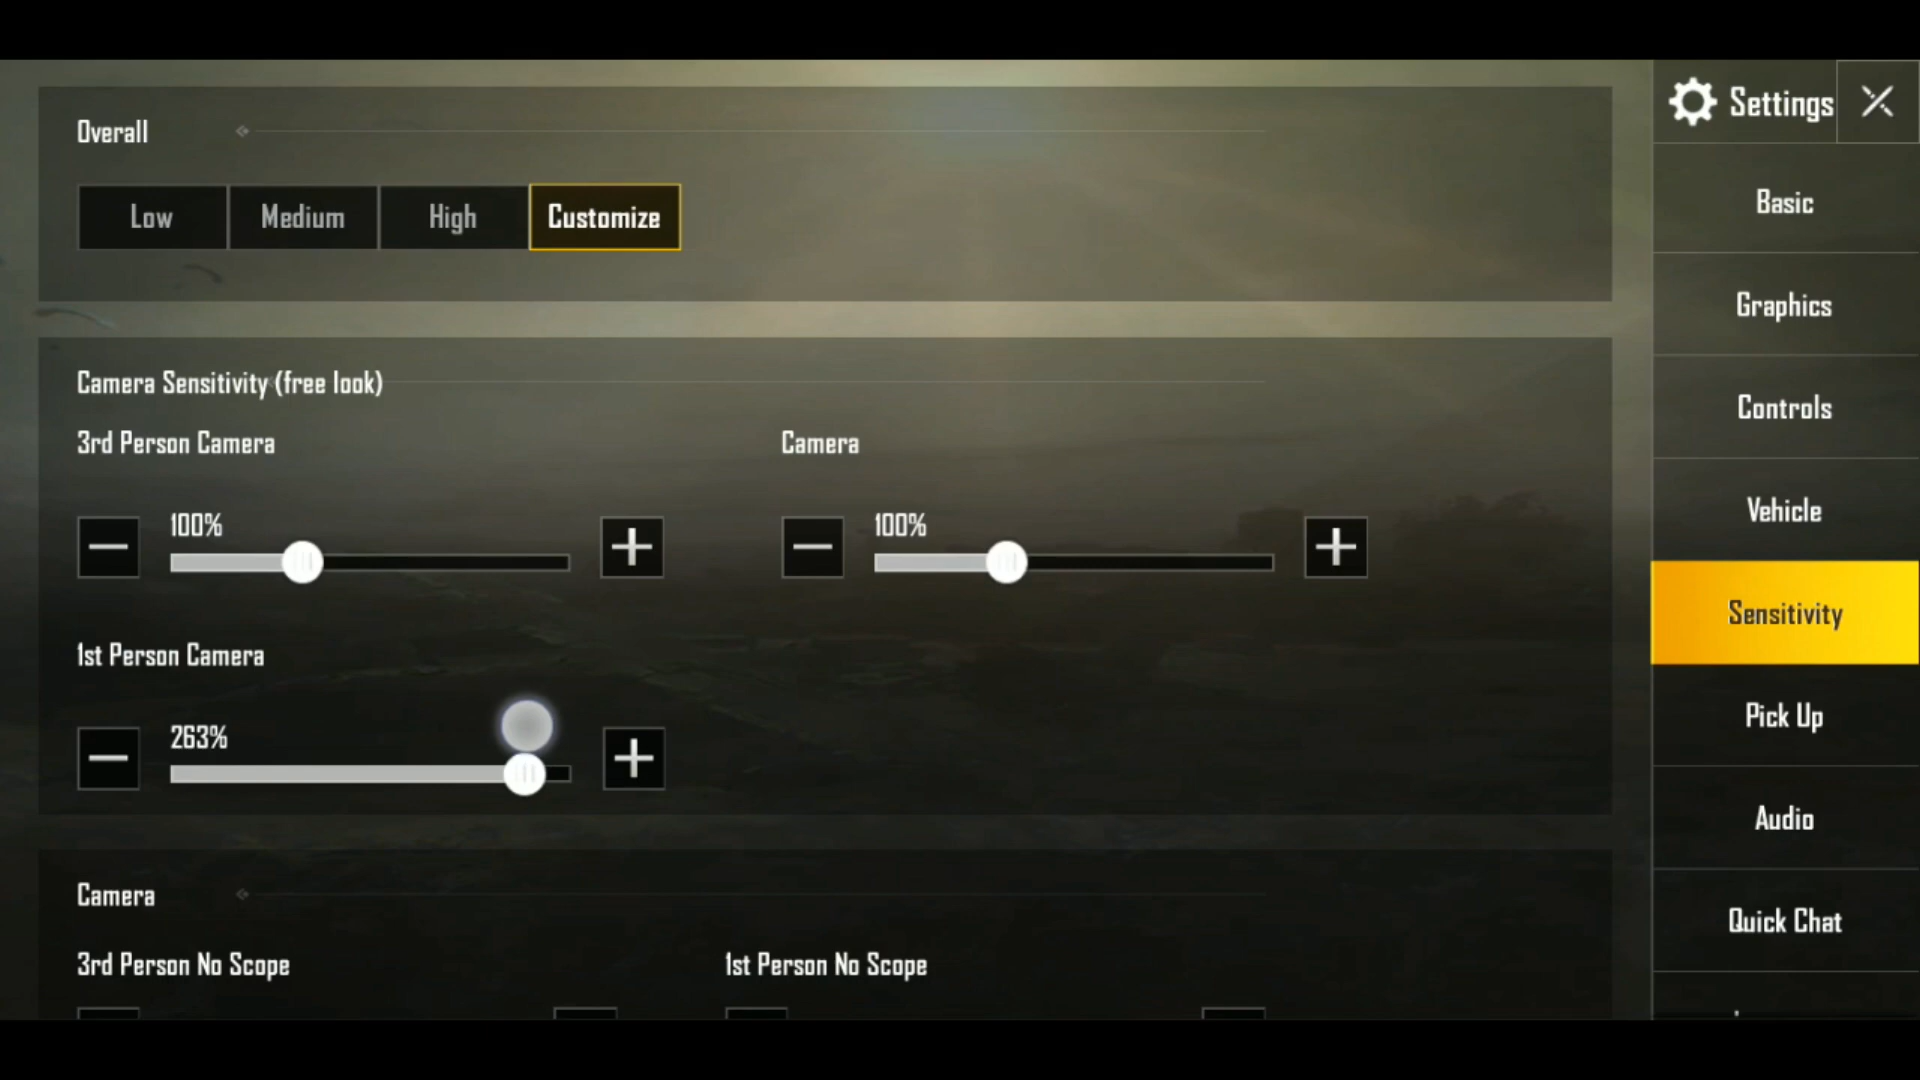 Overall
Low Medium High Customize
Camera Sensitivity (free look)
3rd Person Camera
Camera
100%
100%
1st Person Camera
263%
Camera
3rd Person No Scope
1st Person No Scope
Settings
Basic
Graphics
Controls
Vehicle
Sensitivity
Pick Up
Audio
Quick Chat